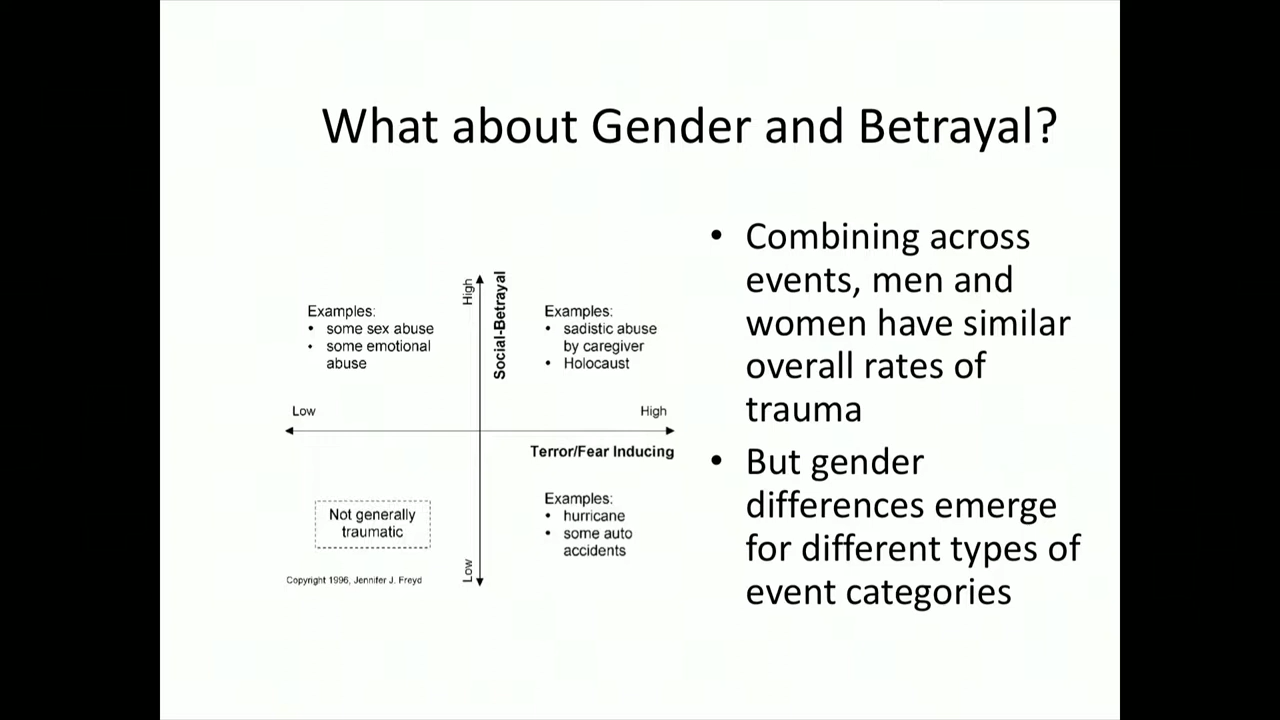 What about Gender and Betrayal?
Examples:
• some sex abuse
• some emotional
abuse
High
Social-Betrayal
Examples:
• sadistic abuse
by caregiver
• Holocaust
Low
High
Terror/Fear Inducing
Not generally
traumatic
Examples:
• hurricane
• some auto
accidents
Low
Copyright 1996, Jennifer J. Freyd
• Combining across
events, men and
women have similar
overall rates of
trauma
• But gender
differences emerge
for different types of
event categories